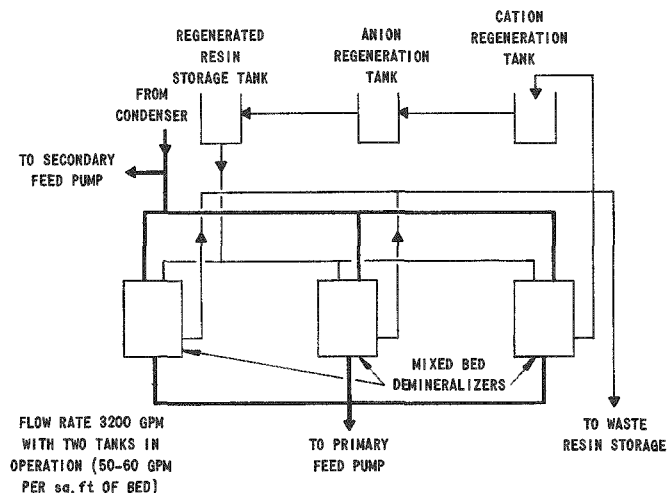 REGENERATED
RESIN
STORAGE TANK
ANION
REGENERATION
TANK
CATION
REGENERATION
TANK
FROM
CONDENSER
TO SECONDARY
FEED PUMP
MIXED BED
DEMINERALIZERS
FLOW RATE 3200 GPM
WITH TWO TANKS IN
OPERATION (50-60 GPM
PER sq. ft OF BED)
TO PRIMARY
FEED PUMP
TO WASTE
RESIN STORAGE